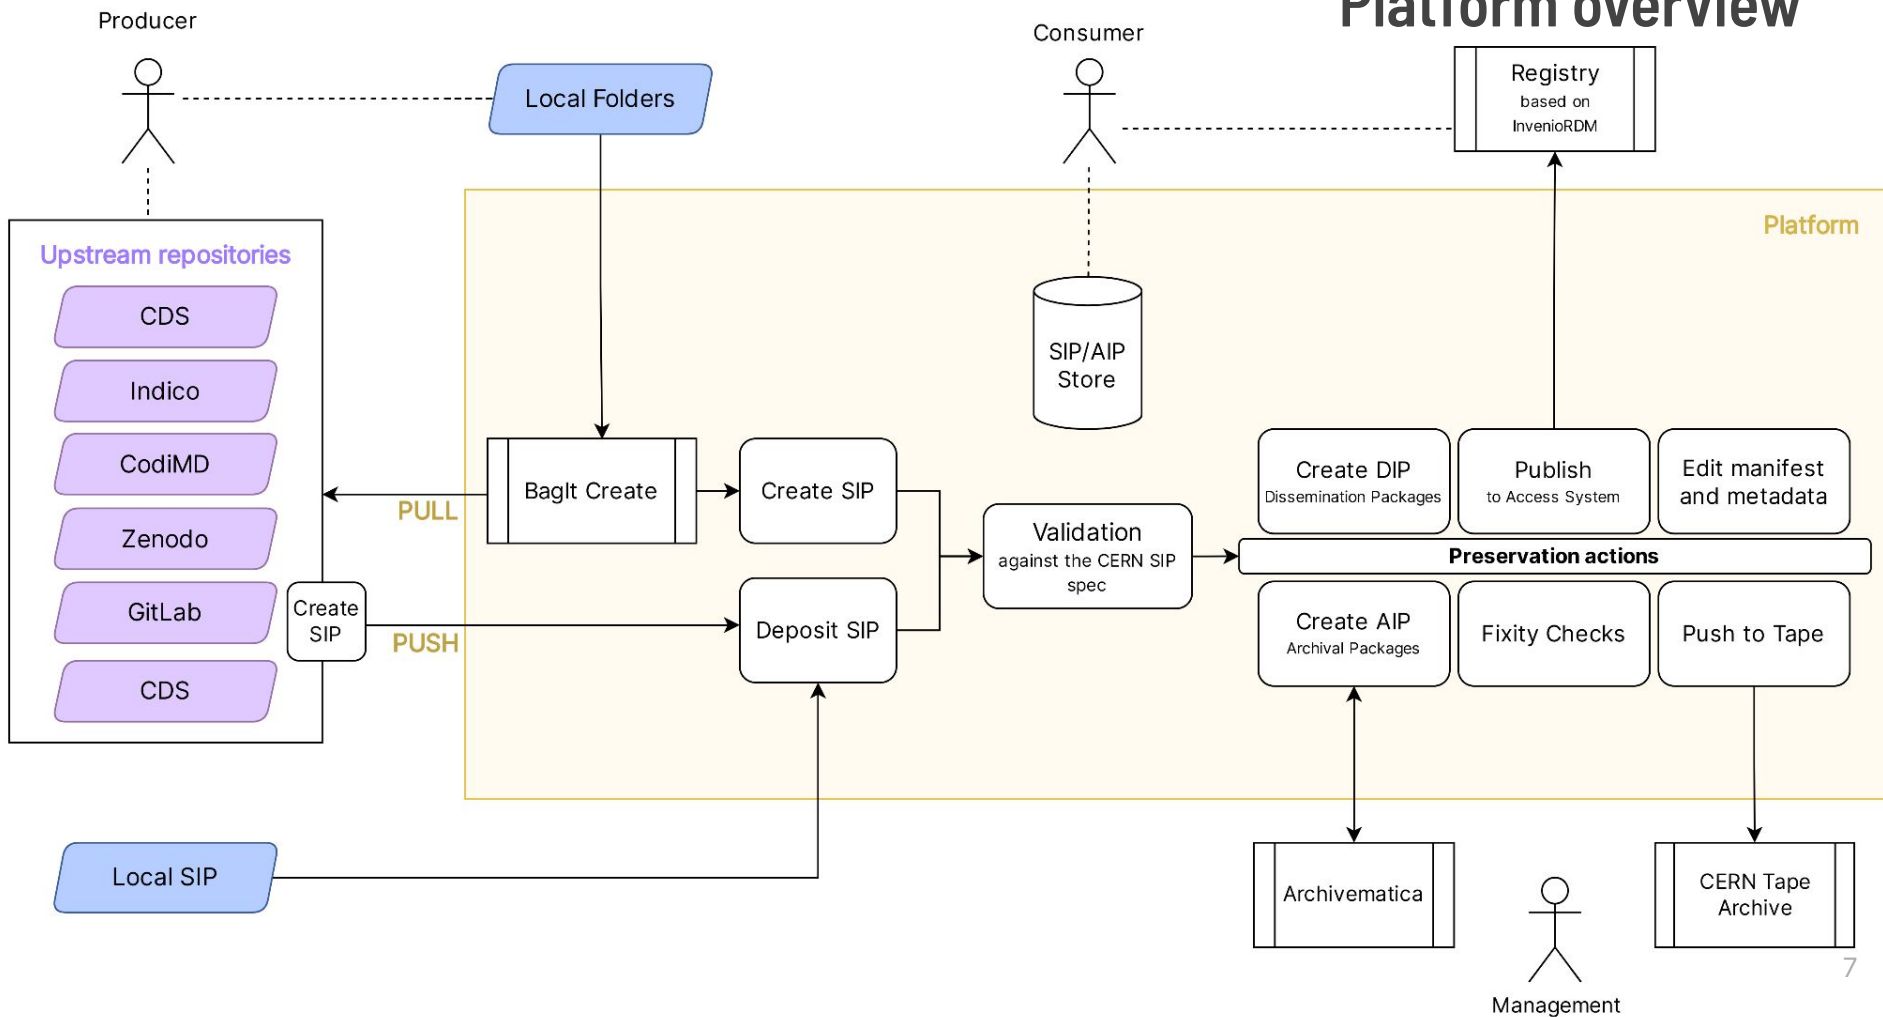 Platform overview
Producer
Consumer
Local Folders
Registry
based on
InvenioRDM
Platform
Upstream repositories
CDS
Indico
CodiMD
Zenodo
GitLab
CDS
Create
SIP
PULL
PUSH
BagIt Create
Create SIP
Deposit SIP
SIP/AIP
Store
Validation
against the CERN SIP
spec
Create DIP
Dissemination Packages
Publish
to Access System
Edit manifest
and metadata
Preservation actions
Create AIP
Archival Packages
Fixity Checks
Push to Tape
Local SIP
Archivematica
CERN Tape
Archive
Management
7